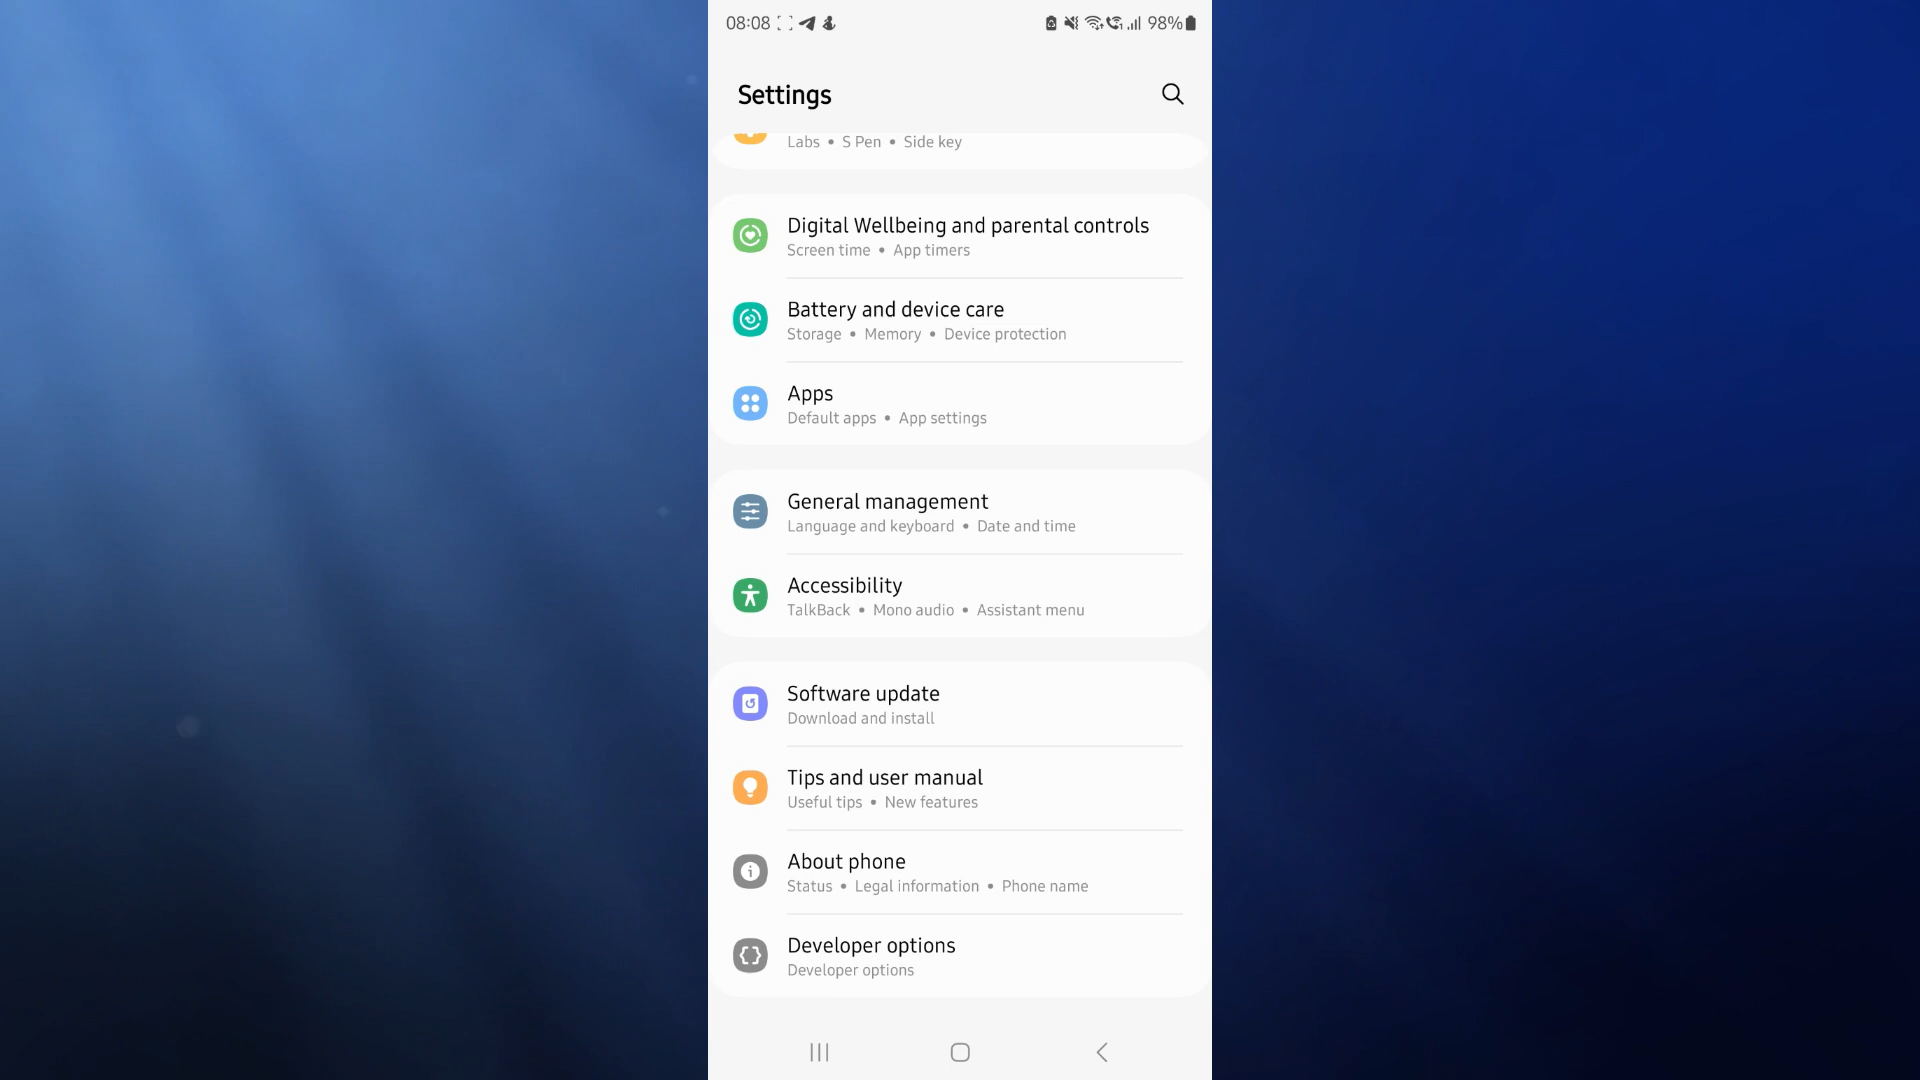 08:08 98%
Settings
Labs • S Pen • Side key
Digital Wellbeing and parental controls
Screen time • App timers
Battery and device care
Storage • Memory • Device protection
Apps
Default apps • App settings
General management
Language and keyboard • Date and time
Accessibility
TalkBack • Mono audio • Assistant menu
Software update
Download and install
Tips and user manual
Useful tips • New features
About phone
Status • Legal information • Phone name
Developer options
Developer options